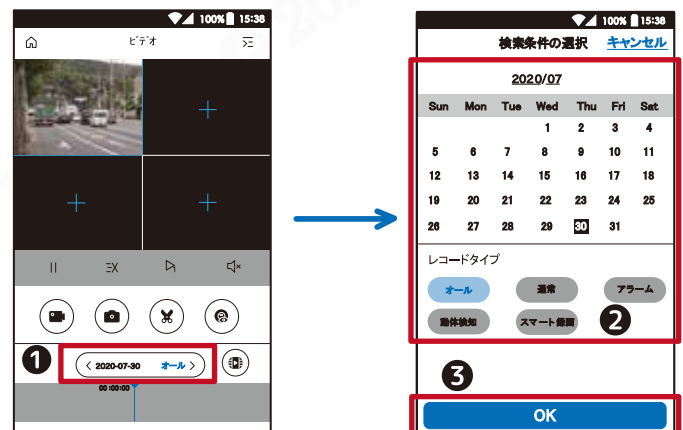 100% 15:38
ビデオ
ΞX
❶
2020-07-30 オール
00:00:00
100% 15:38
検索条件の選択 キャンセル
2020/07
Sun Mon Tue Wed Thu Fri Sat
1 2 3 4
5 6 7 8 9 10 11
12 13 14 15 16 17 18
19 20 21 22 23 24 25
26 27 28 29 30 31
レコードタイプ
オール 通常 アラーム
動体検知 スマート録画 ❷
❸
OK